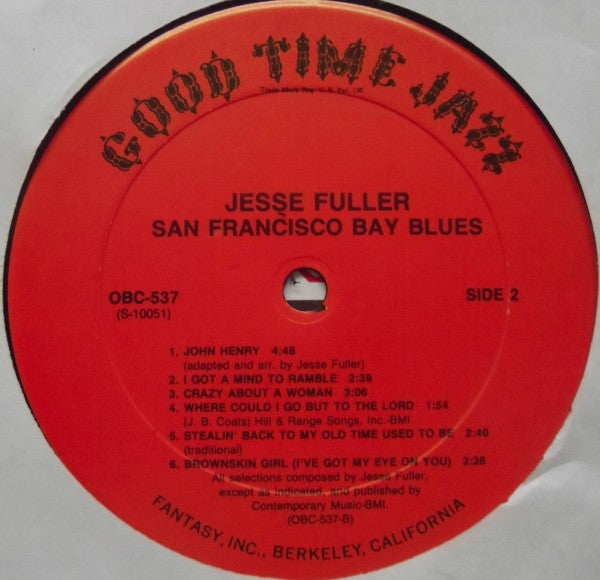 GOOD TIME JAZZ
Trade Mark Reg. U.S. Pat. Off.
JESSE FULLER
SAN FRANCISCO BAY BLUES
OBC-537
(S-10051)
SIDE 2
1. JOHN HENRY 4:48
(adapted and arr. by Jesse Fuller)
2. I GOT A MIND TO RAMBLE 2:39
3. CRAZY ABOUT A WOMAN 3:06
4. WHERE COULD I GO BUT TO THE LORD 1:54
(J. B. Coats) Hill & Range Songs, Inc.-BMI
5. STEALIN' BACK TO MY OLD TIME USED TO BE 2:40
(traditional)
6. BROWNSKIN GIRL (I'VE GOT MY EYE ON YOU) 3:36
All selections composed by Jesse Fuller,
except as indicated, and published by
Contemporary Music-BMI.
(OBC-537-B)
FANTASY, INC., BERKELEY, CALIFORNIA